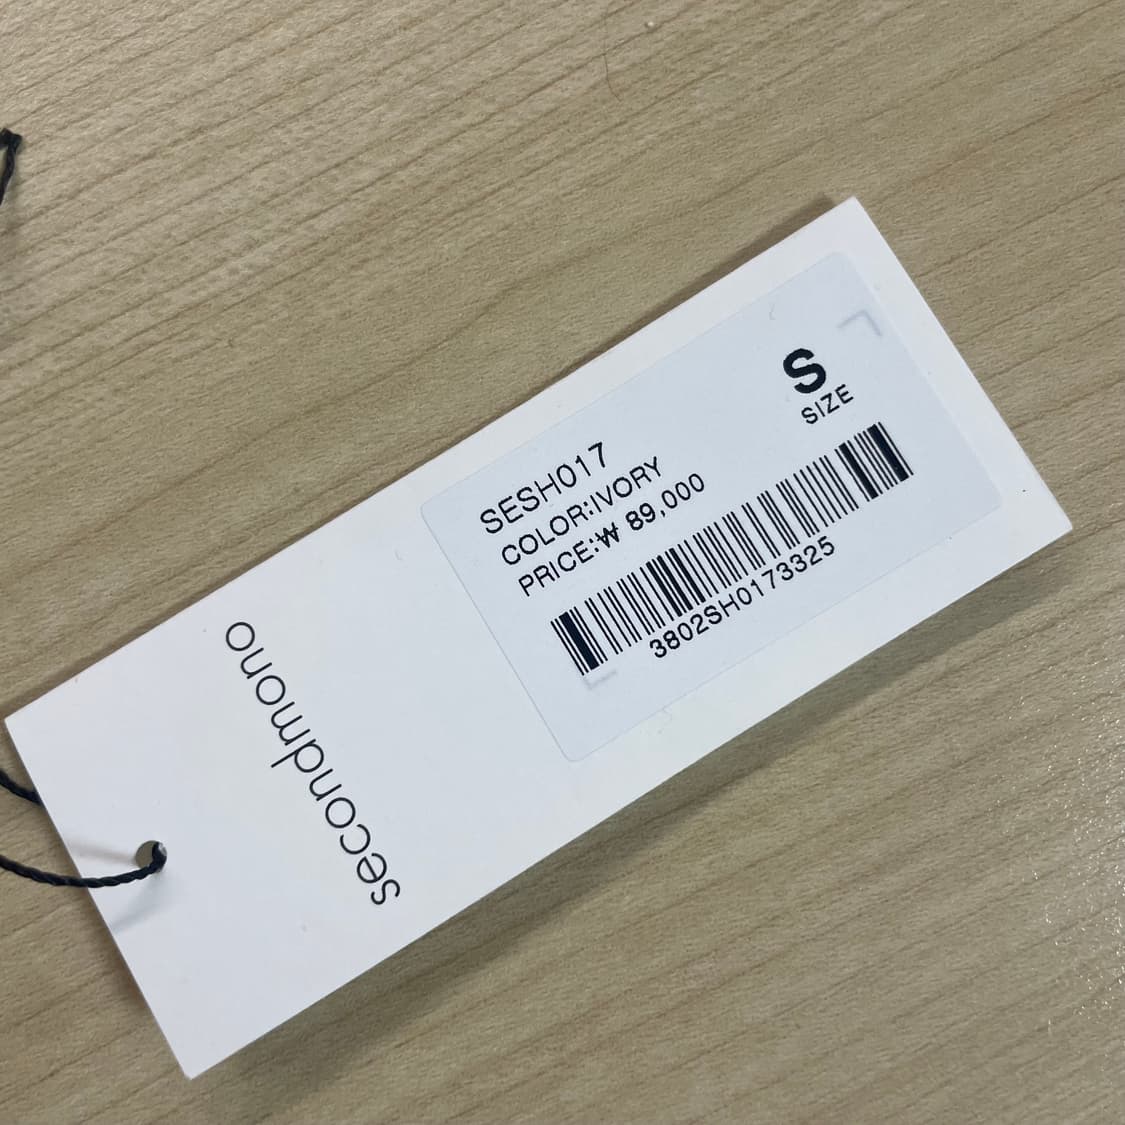 secondmono
SESH017
COLOR:IVORY
PRICE:₩ 89,000
S
SIZE
3802SH0173325